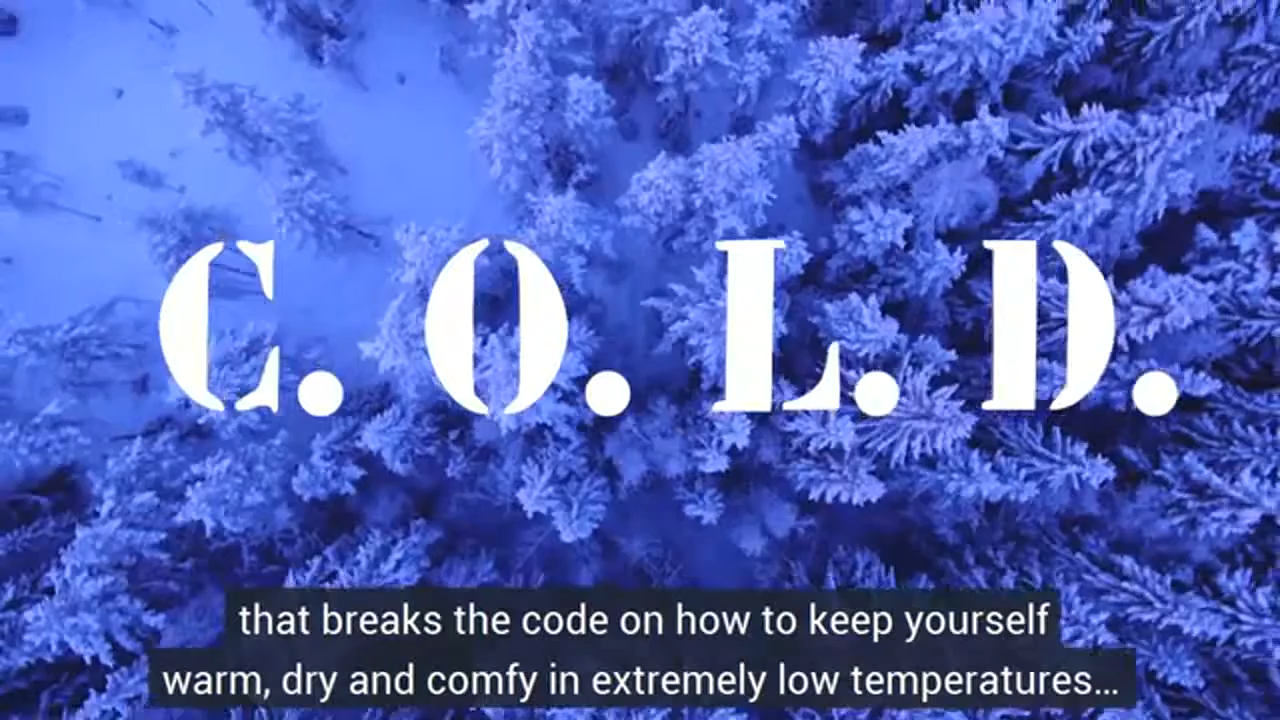 C. O. L. D.
that breaks the code on how to keep yourself
warm, dry and comfy in extremely low temperatures...